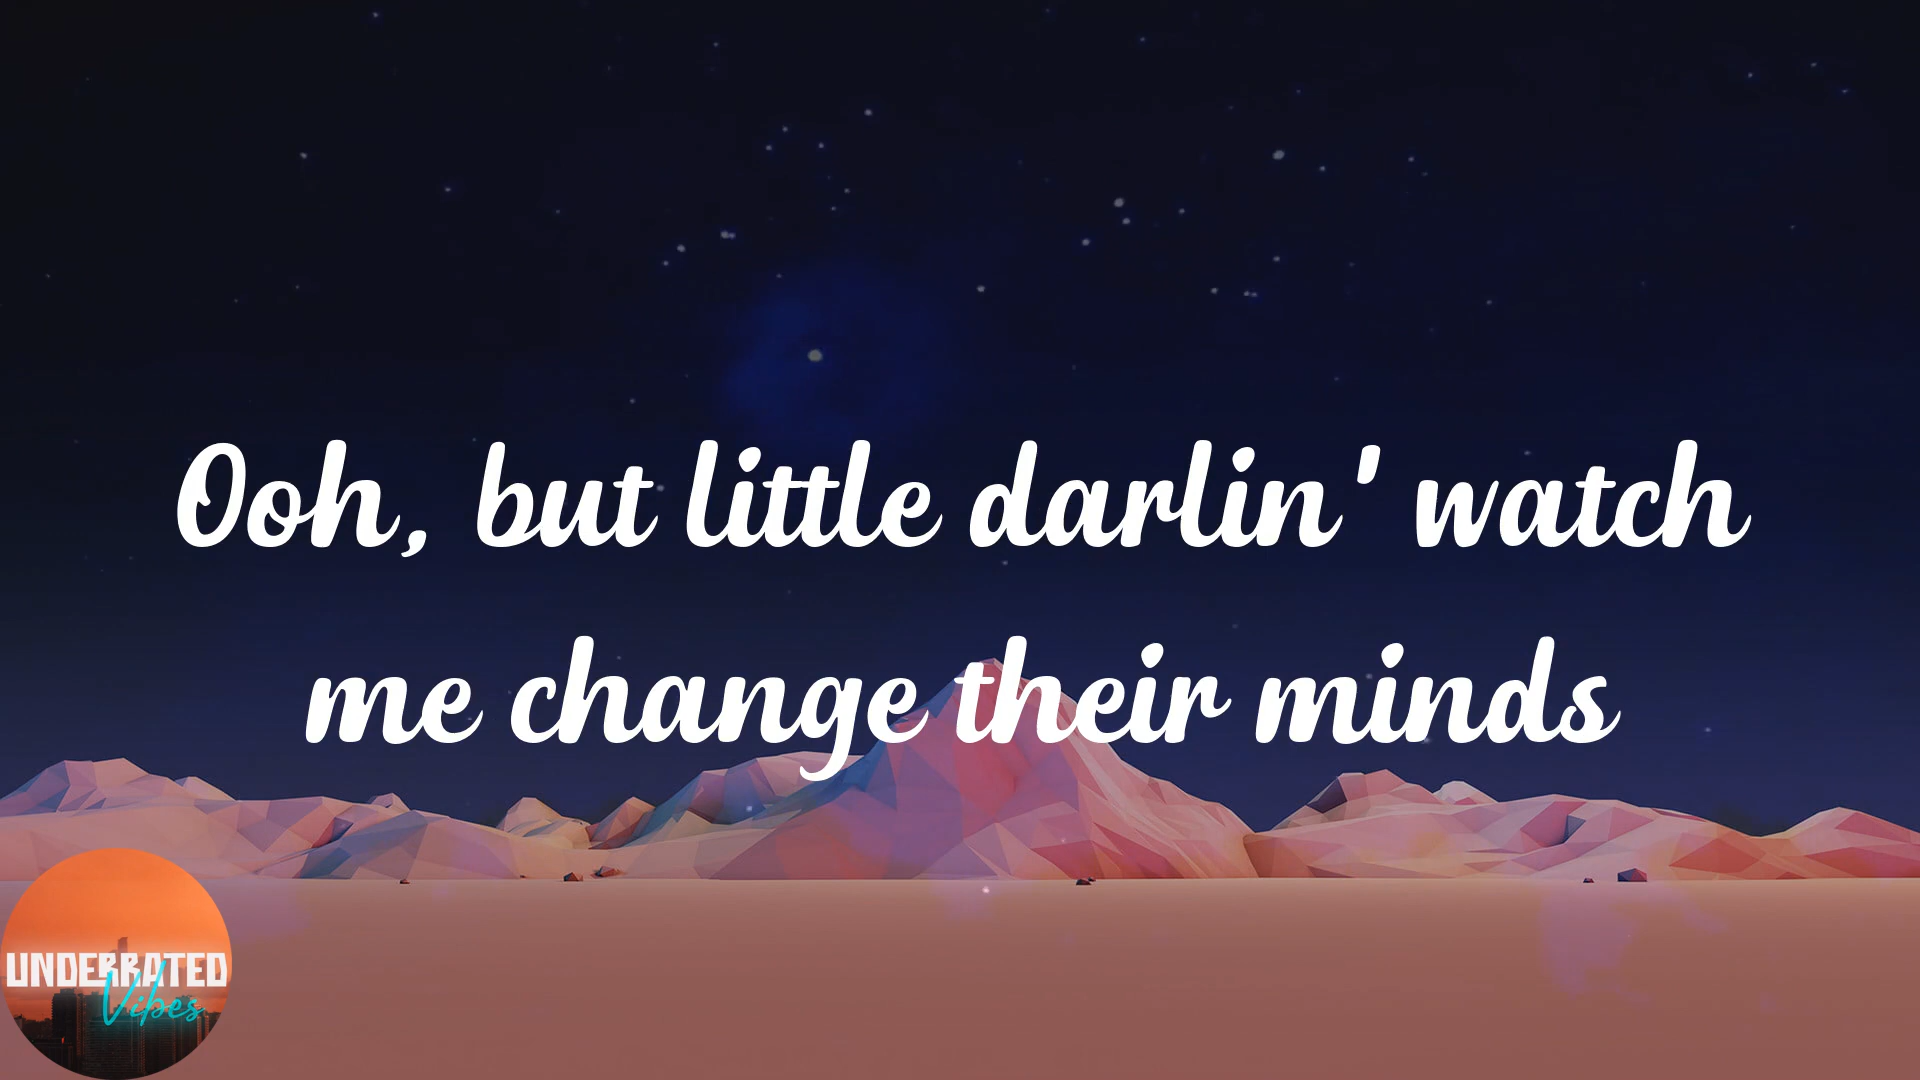 Ooh, but little darlin' watch
me change their minds
UNDERRATED
Vibes